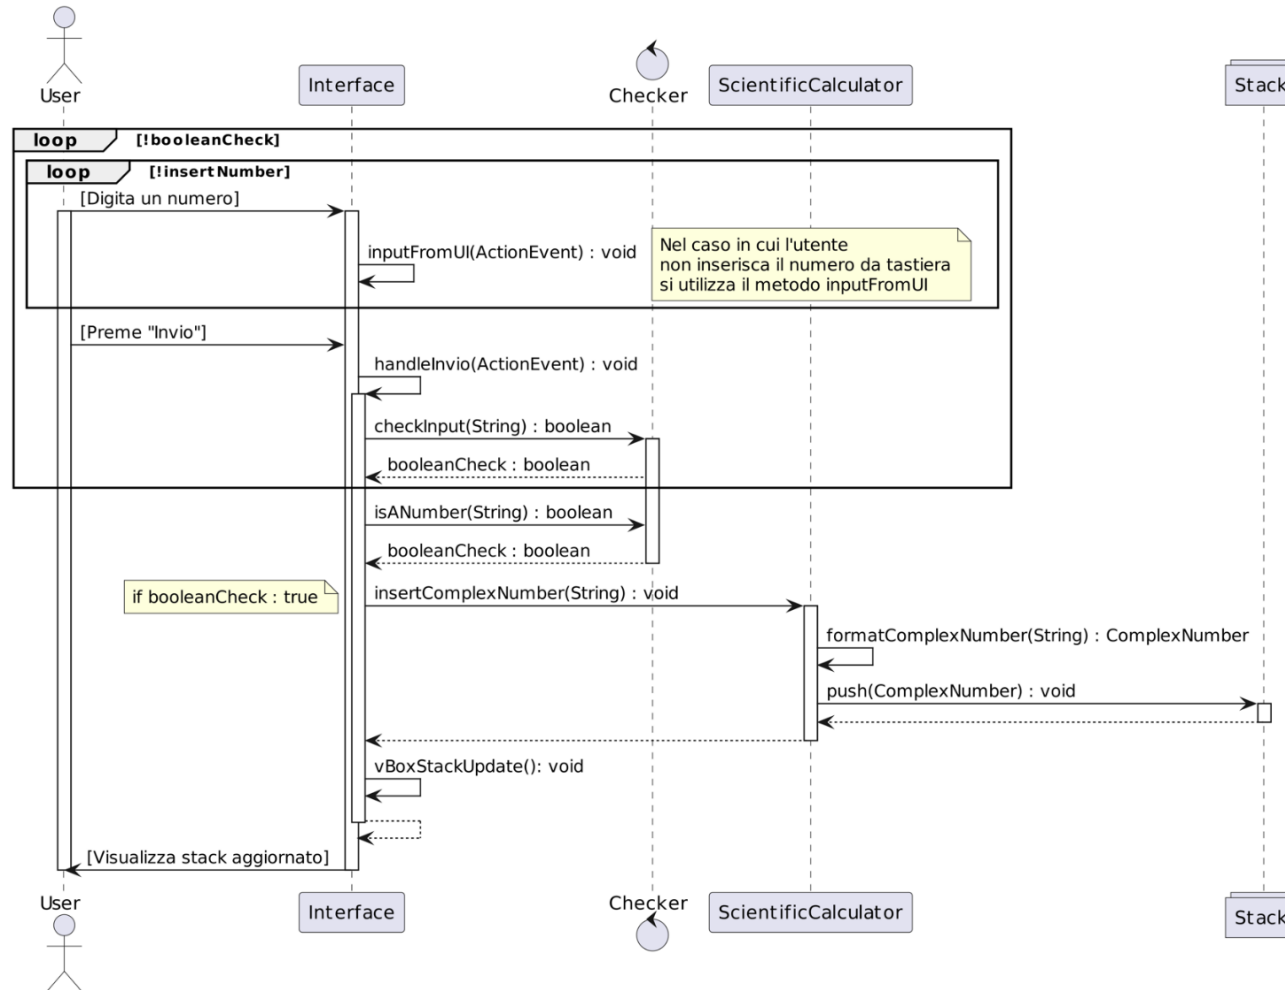 User
Interface
Checker
ScientificCalculator
Stack
loop [!booleanCheck]
loop [!insertNumber]
[Digita un numero]
inputFromUI(ActionEvent) : void
Nel caso in cui l'utente
non inserisca il numero da tastiera
si utilizza il metodo inputFromUI
[Preme "Invio"]
handleInvio(ActionEvent) : void
checkInput(String) : boolean
booleanCheck : boolean
isANumber(String) : boolean
booleanCheck : boolean
if booleanCheck : true
insertComplexNumber(String) : void
formatComplexNumber(String) : ComplexNumber
push(ComplexNumber) : void
vBoxStackUpdate(): void
[Visualizza stack aggiornato]
User
Interface
Checker
ScientificCalculator
Stack